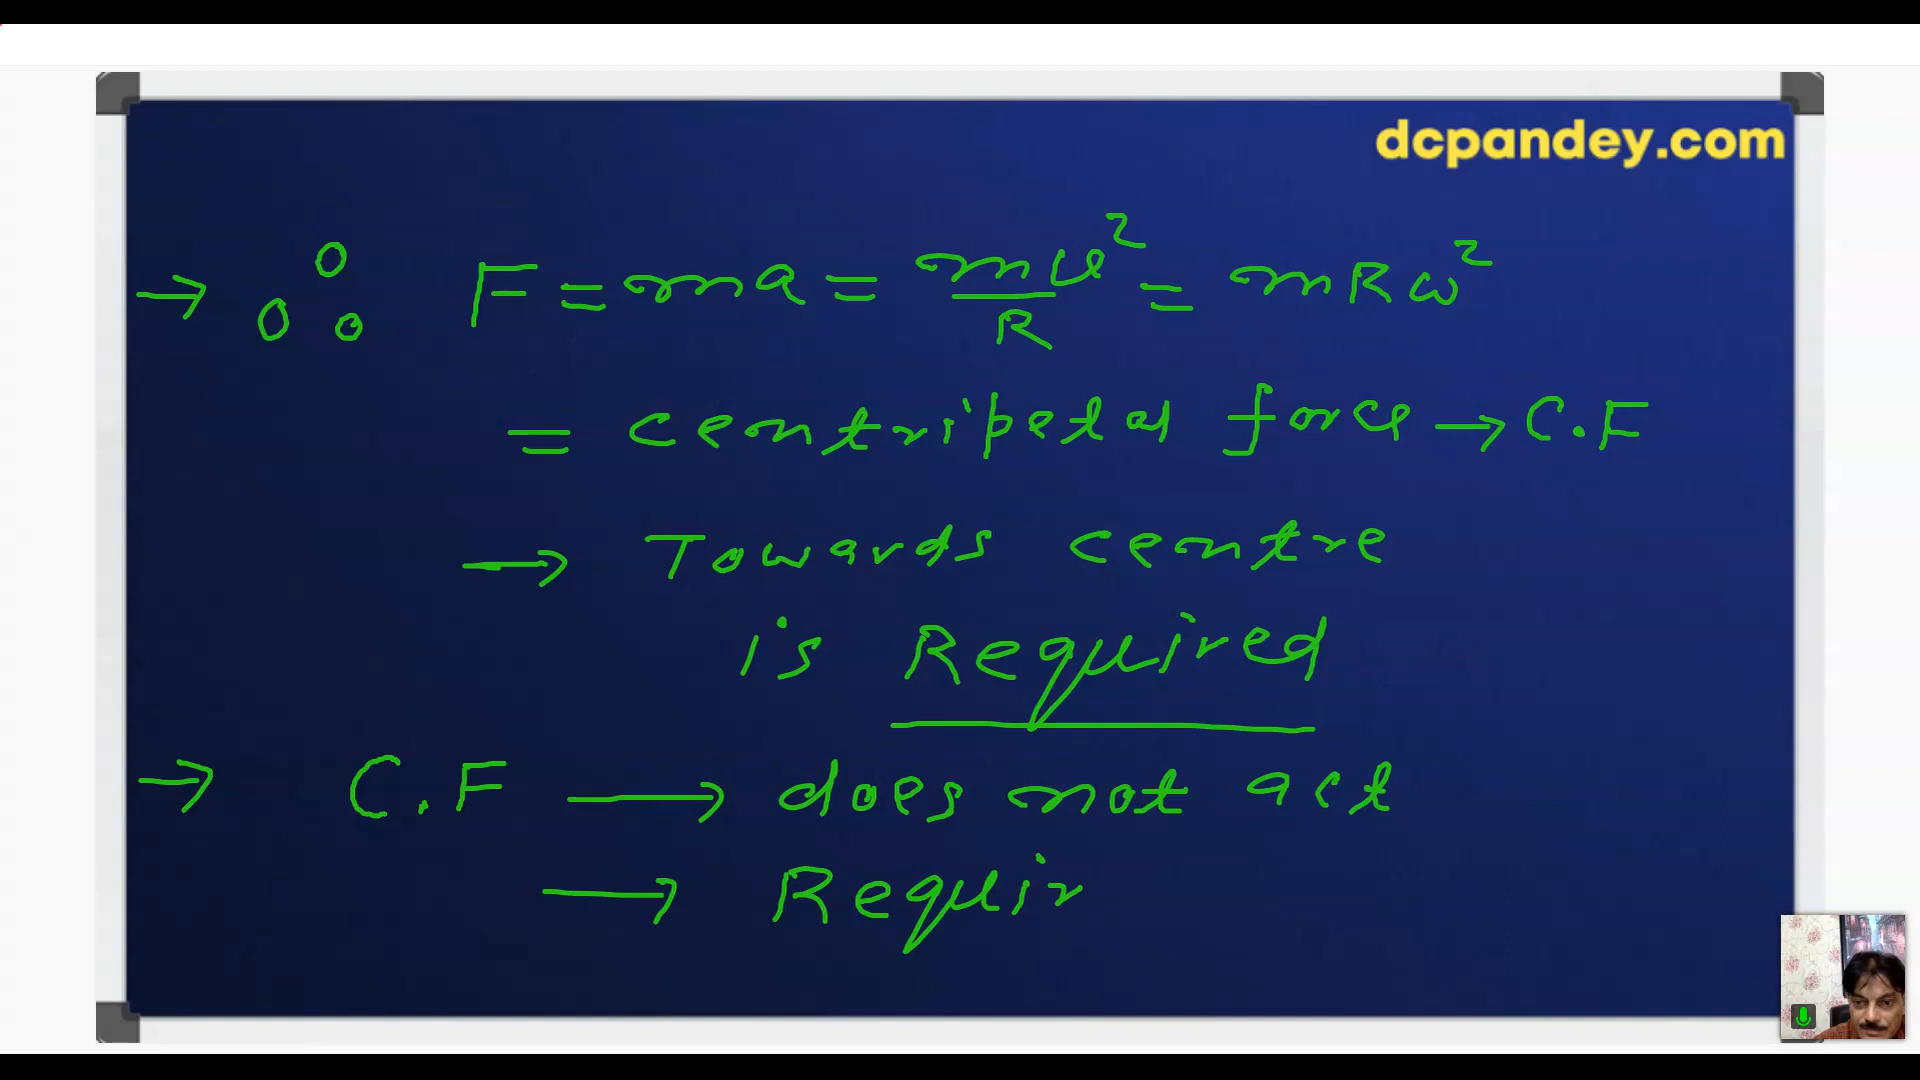 dcpandey.com
→ ∴ F = ma = mv²/R = mRω²
= centripetal force → C.F
→ Towards centre
is Required
→ C.F → does not act
→ Requir